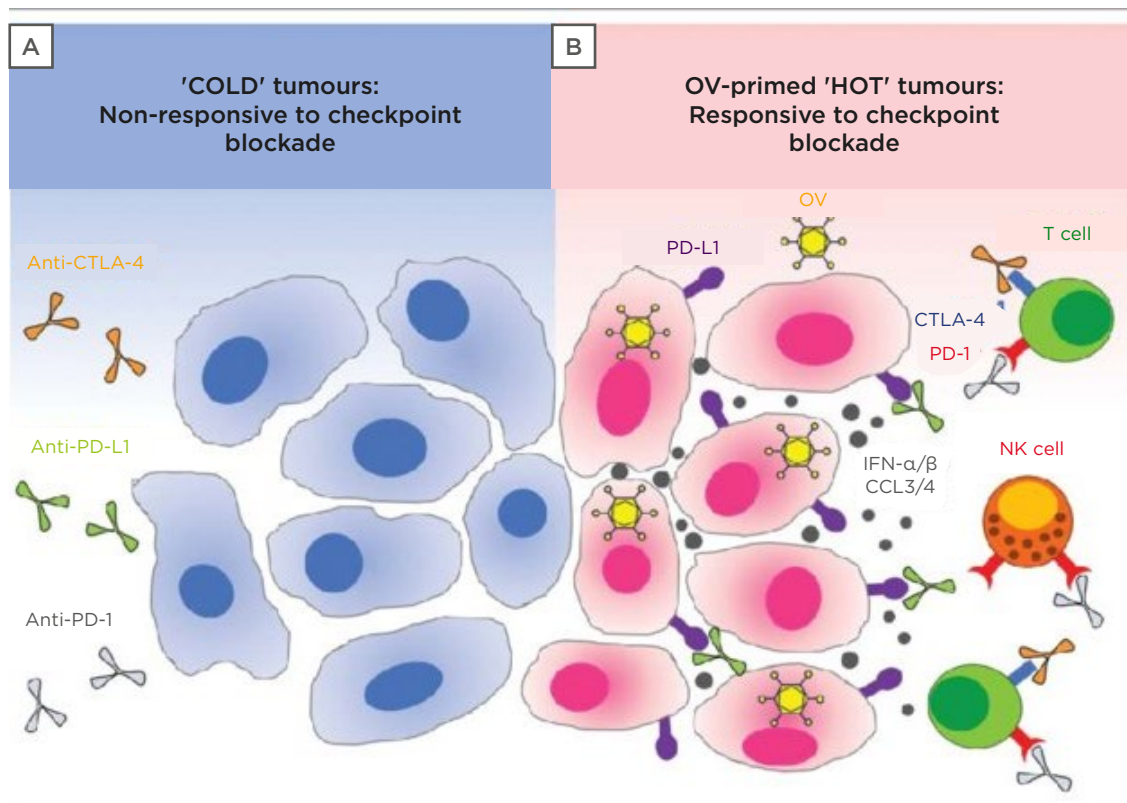 A
'COLD' tumours:
Non-responsive to checkpoint
blockade
B
OV-primed 'HOT' tumours:
Responsive to checkpoint
blockade
Anti-CTLA-4
Anti-PD-L1
Anti-PD-1
OV
PD-L1
T cell
CTLA-4
PD-1
IFN-α/β
CCL3/4
NK cell